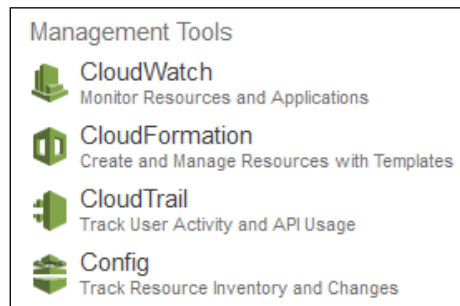 Management Tools
CloudWatch
Monitor Resources and Applications
CloudFormation
Create and Manage Resources with Templates
CloudTrail
Track User Activity and API Usage
Config
Track Resource Inventory and Changes